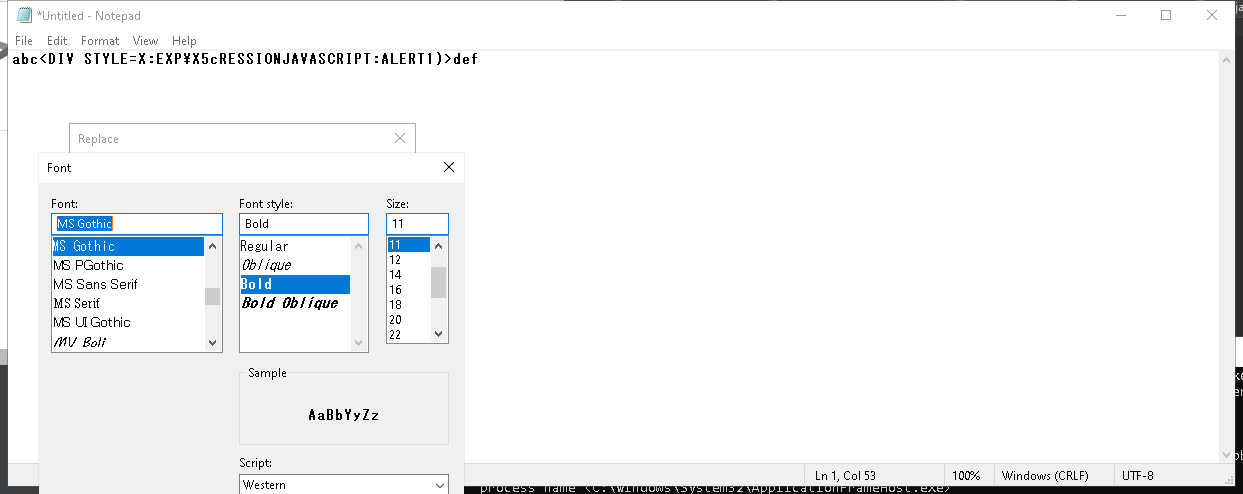 *Untitled - Notepad
File Edit Format View Help
abc<DIV STYLE=X:EXP¥X5cRESSIONJAVASCRIPT:ALERT1)>def
Replace
Font
Font: Font style: Size:
MS Gothic Bold 11
MS Gothic Regular 11
MS PGothic Oblique 12
MS Sans Serif Bold 14
MS Serif Bold Oblique 16
MS UI Gothic 18
MV Boli 20
22
Sample
AaBbYyZz
Script:
Western
Ln 1, Col 53 100% Windows (CRLF) UTF-8
process name <C:\Windows\System32\ApplicationFrameHost.exe>